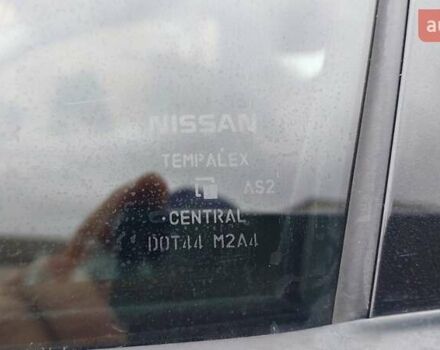 NISSAN
TEMPALEX
AS2
·CENTRAL
DOT44 M2A4